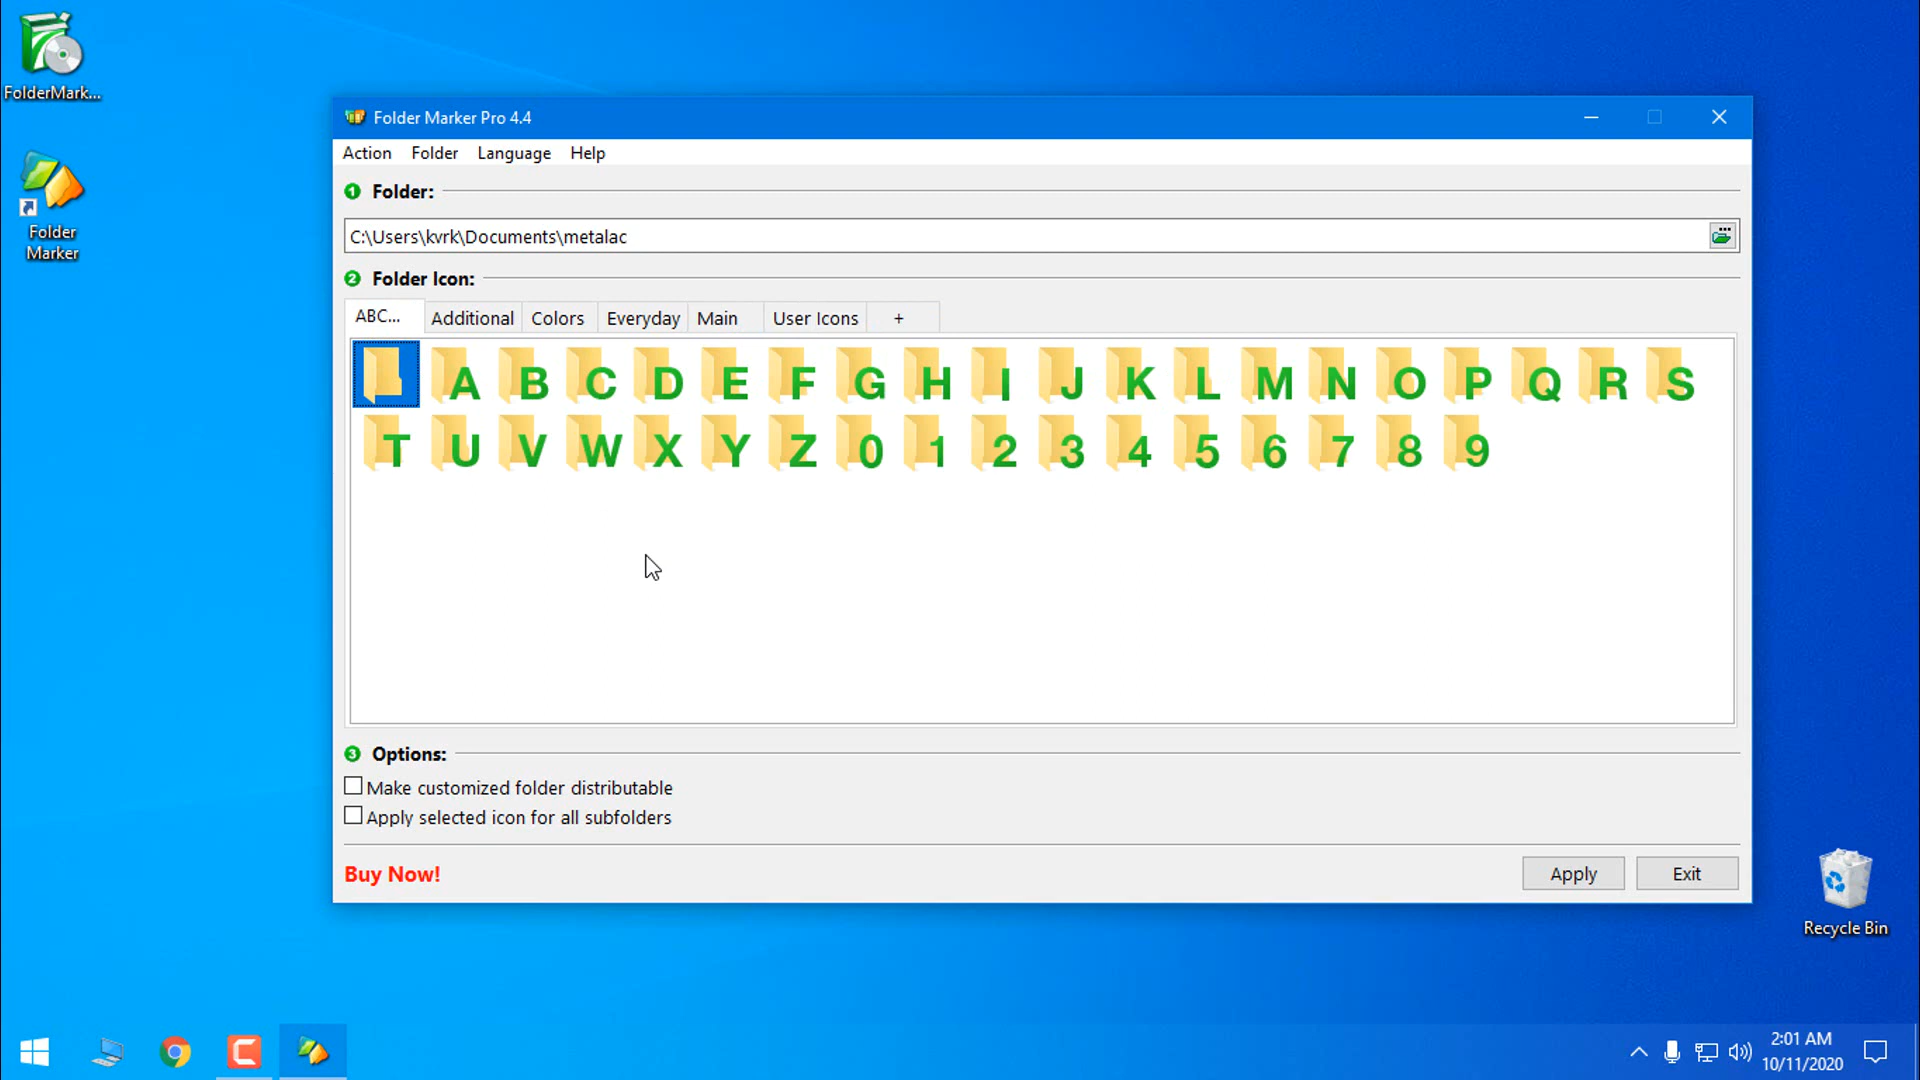 FolderMark...
Folder
Marker
Folder Marker Pro 4.4
Action Folder Language Help
1 Folder:
C:\Users\kvrk\Documents\metalac
2 Folder Icon:
ABC... Additional Colors Everyday Main User Icons +
A B C D E F G H I J K L M N O P Q R S
T U V W X Y Z 0 1 2 3 4 5 6 7 8 9
3 Options:
Make customized folder distributable
Apply selected icon for all subfolders
Buy Now! Apply Exit
Recycle Bin
2:01 AM
10/11/2020